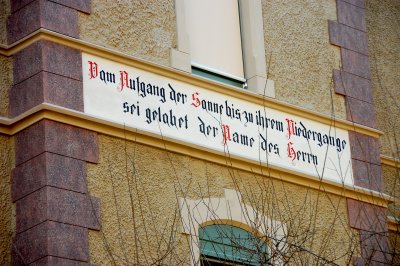 Vom Aufgang der Sonne bis zu ihrem Niedergange
sei gelobet der Name des Herrn